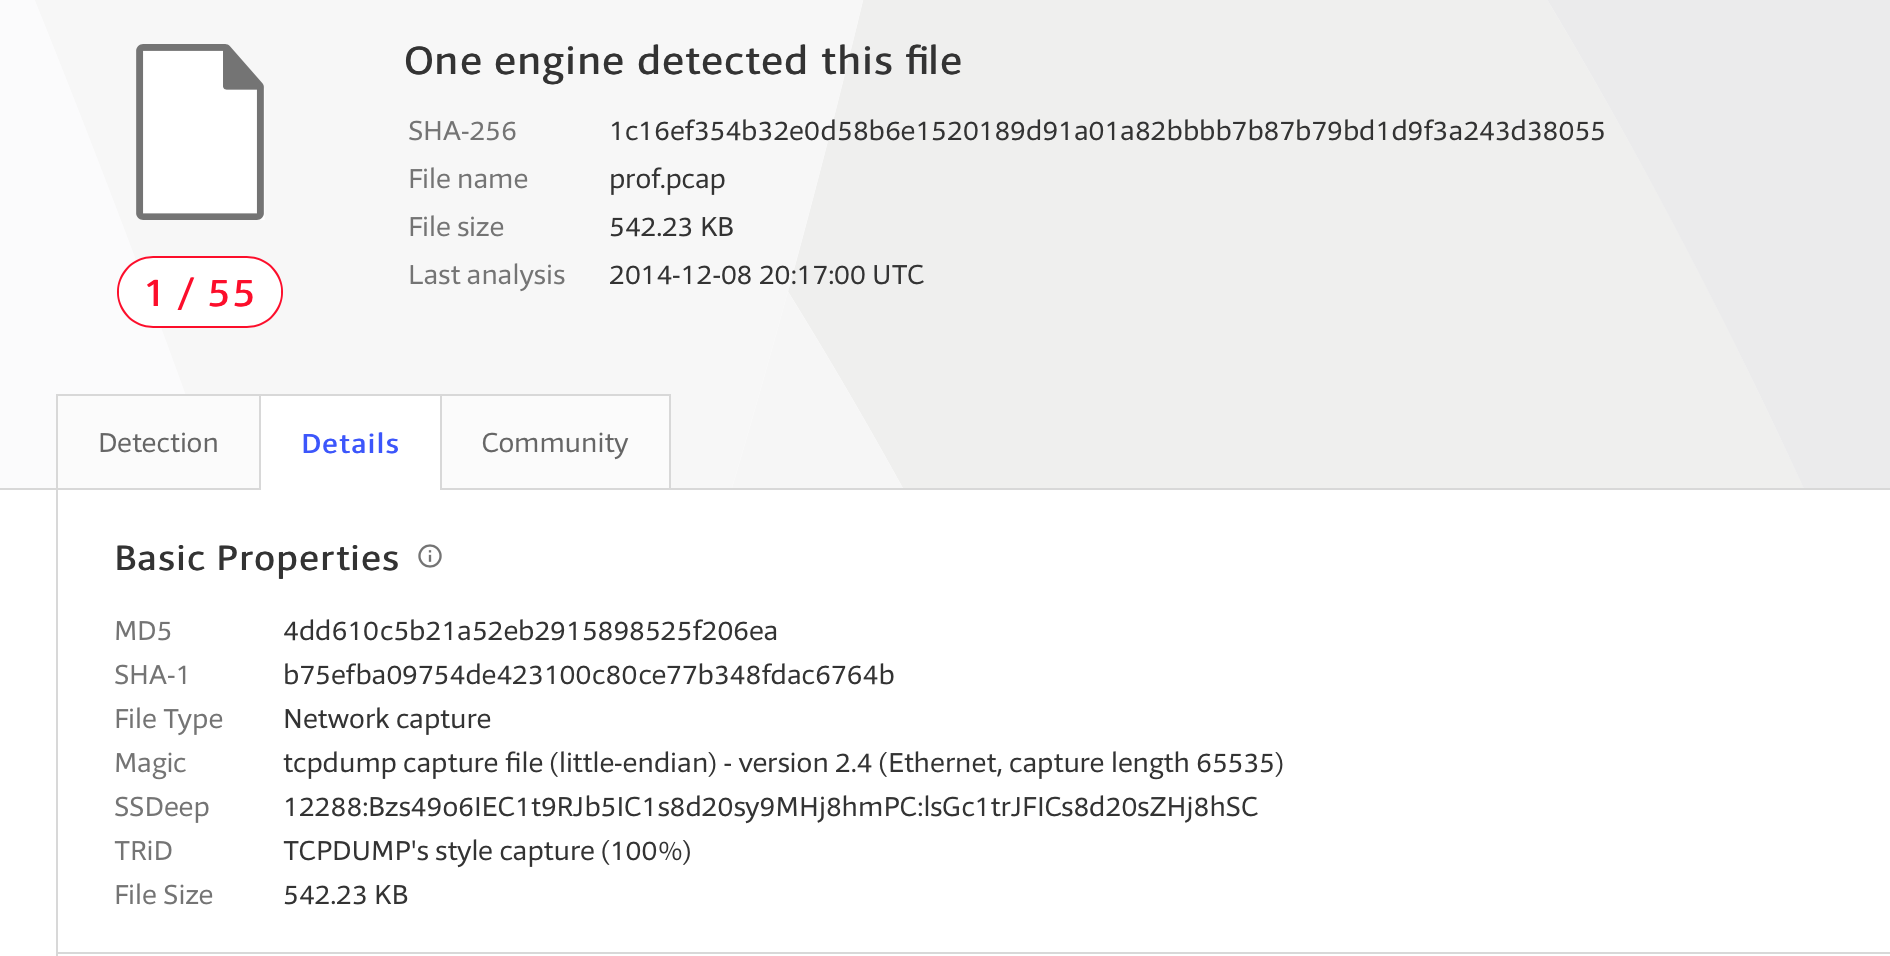 One engine detected this file
SHA-256 1c16ef354b32e0d58b6e1520189d91a01a82bbbb7b87b79bd1d9f3a243d38055
File name prof.pcap
File size 542.23 KB
Last analysis 2014-12-08 20:17:00 UTC
1 / 55
Detection Details Community
Basic Properties
MD5 4dd610c5b21a52eb2915898525f206ea
SHA-1 b75efba09754de423100c80ce77b348fdac6764b
File Type Network capture
Magic tcpdump capture file (little-endian) - version 2.4 (Ethernet, capture length 65535)
SSDeep 12288:Bzs49o6IEC1t9RJb5IC1s8d20sy9MHj8hmPC:lsGc1trJFICs8d20sZHj8hSC
TRiD TCPDUMP's style capture (100%)
File Size 542.23 KB